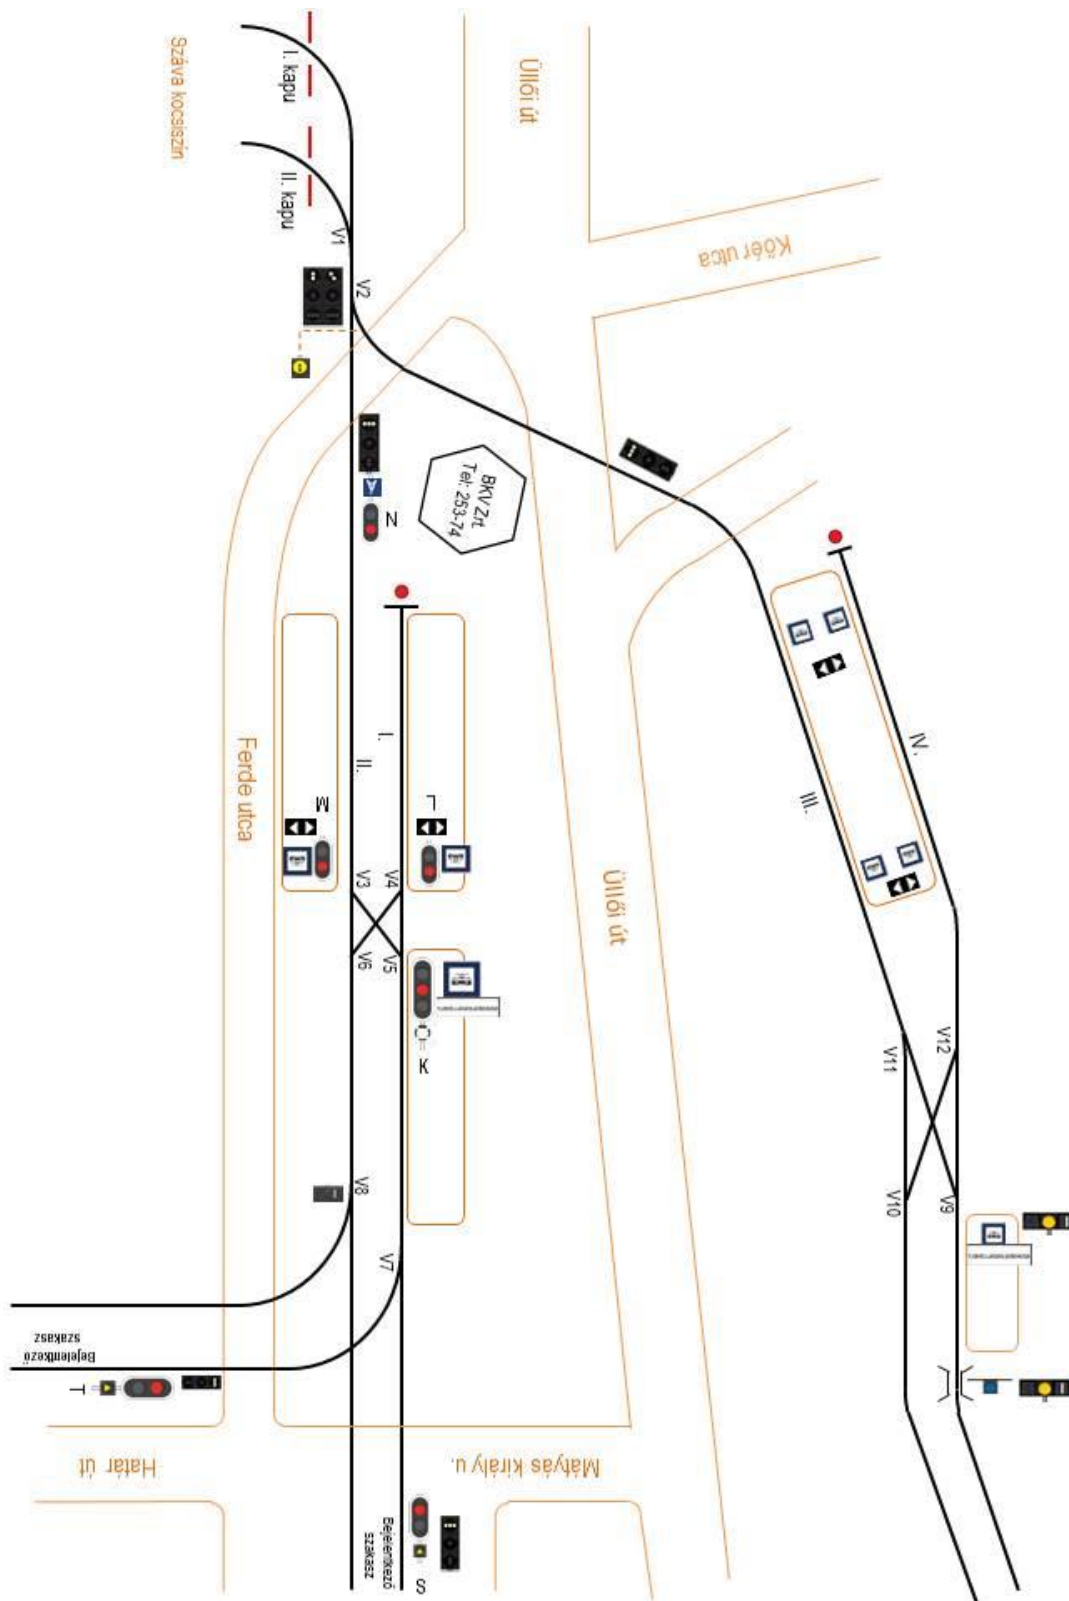 Száva kocsiszín
I. kapu
II. kapu
Üllői út
Kőér utca
V1
V2
BKV Zrt
Tel: 253-74
N
Ferde utca
I.
II.
III.
IV.
M
L
V3
V4
V6
V5
K
Üllői út
V11
V12
V10
V9
V8
V7
Bejelentkező
szakasz
T
Határ út
Mátyás király u.
Bejelentkező
szakasz
S